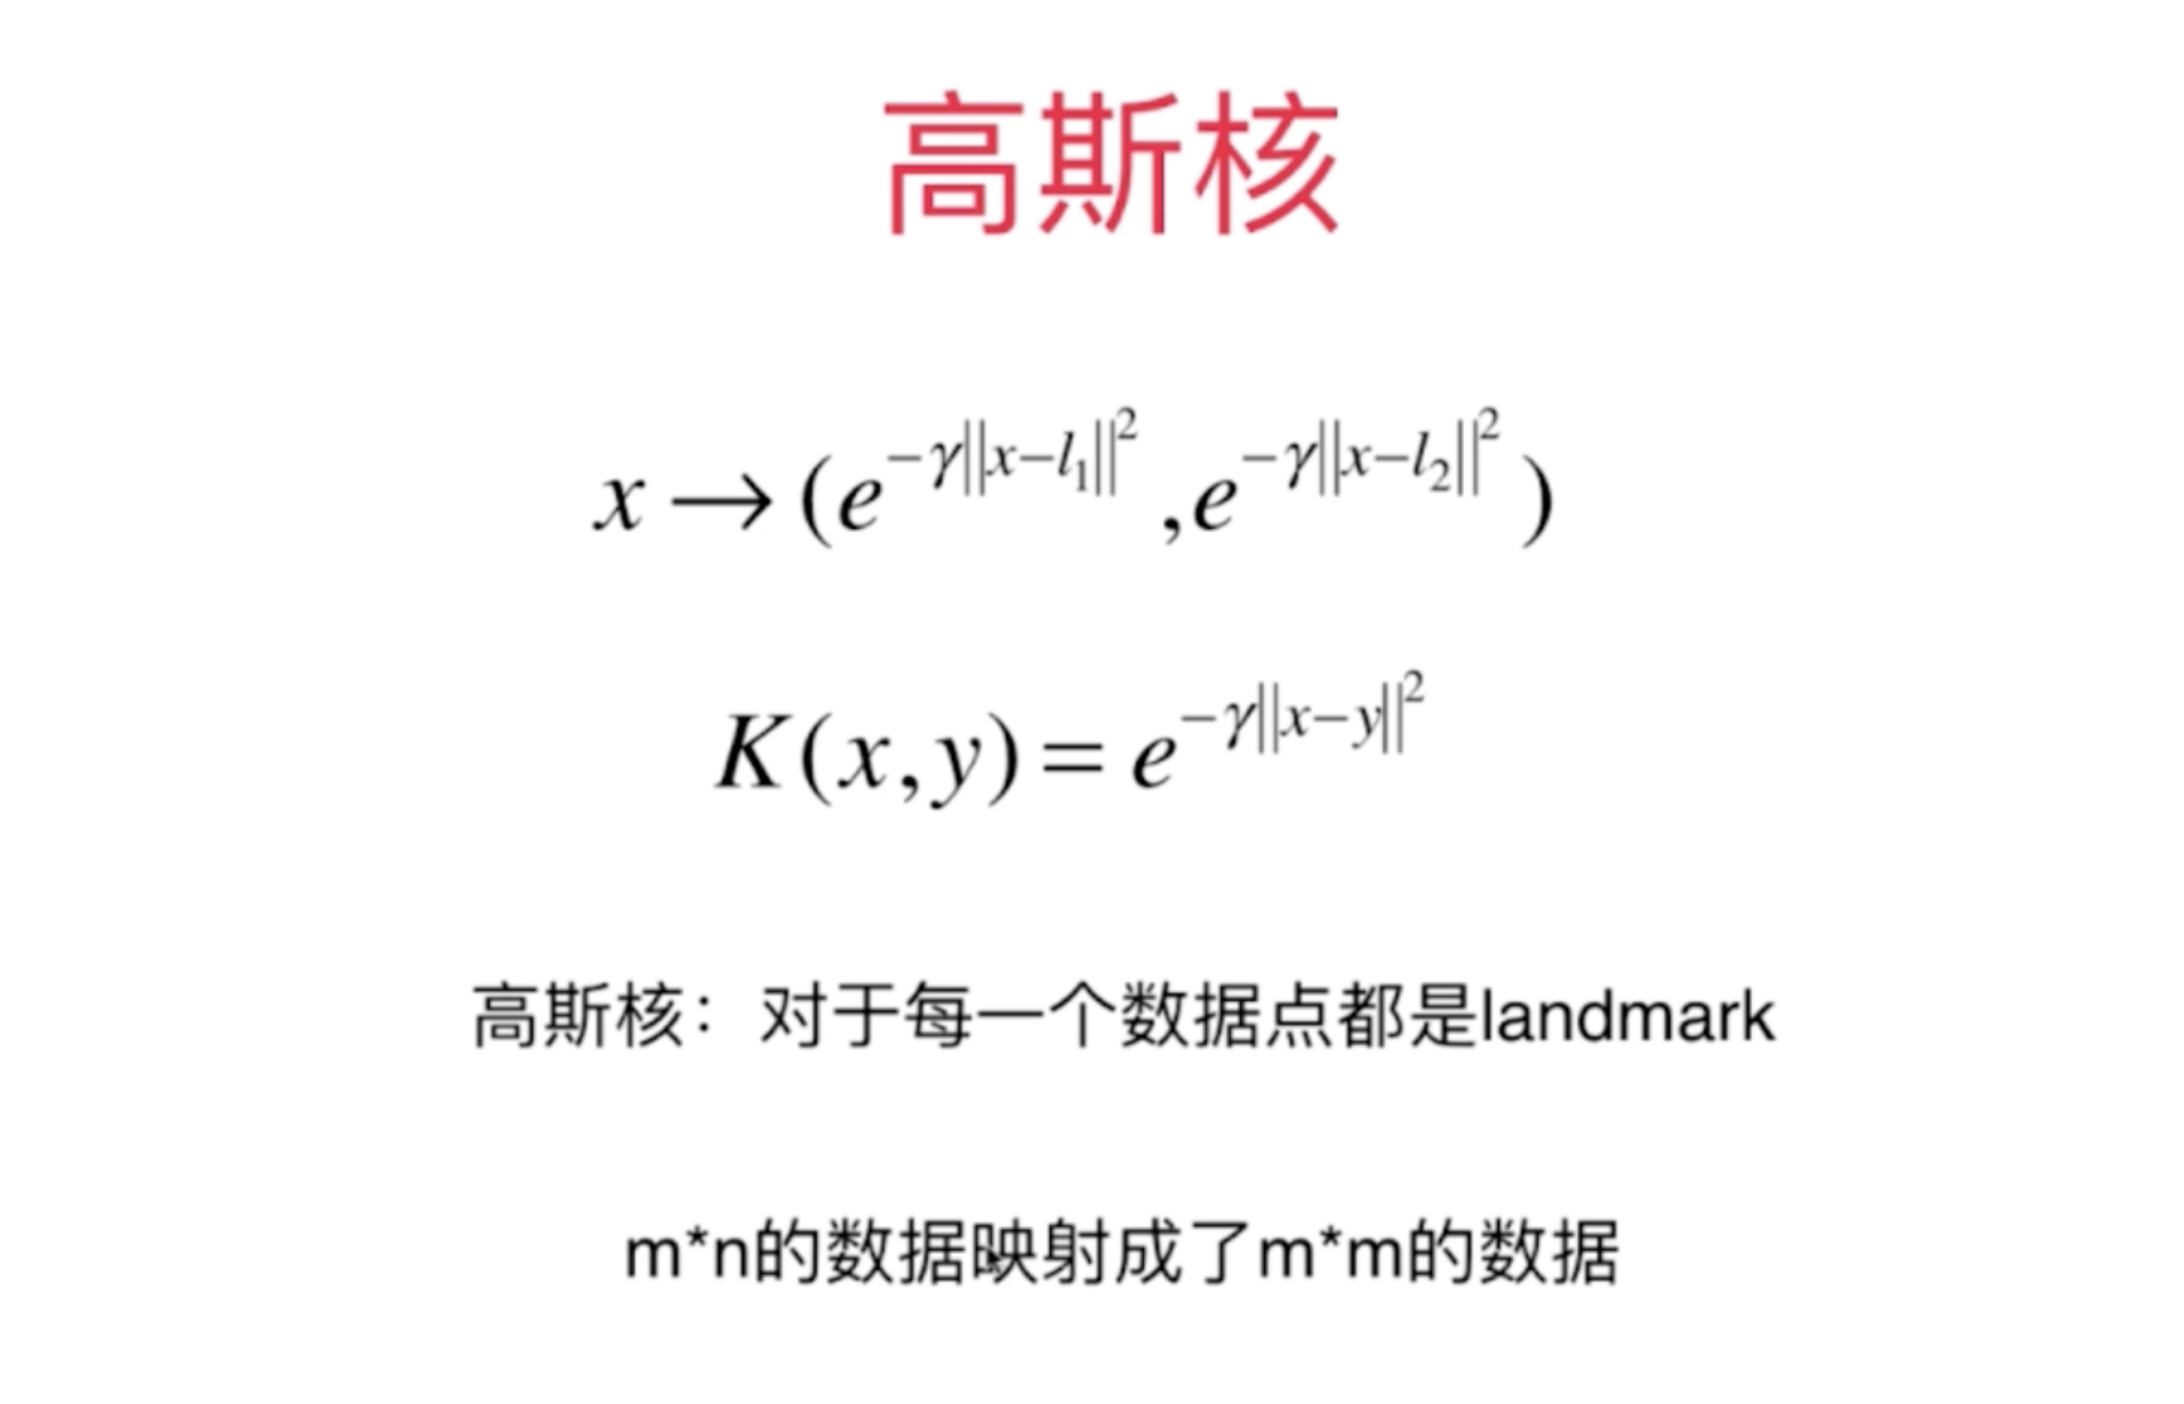 高斯核
x → (e^{-γ||x-l_1||^2}, e^{-γ||x-l_2||^2})
K(x, y) = e^{-γ||x-y||^2}
高斯核：对于每一个数据点都是landmark
m*n的数据映射成了m*m的数据